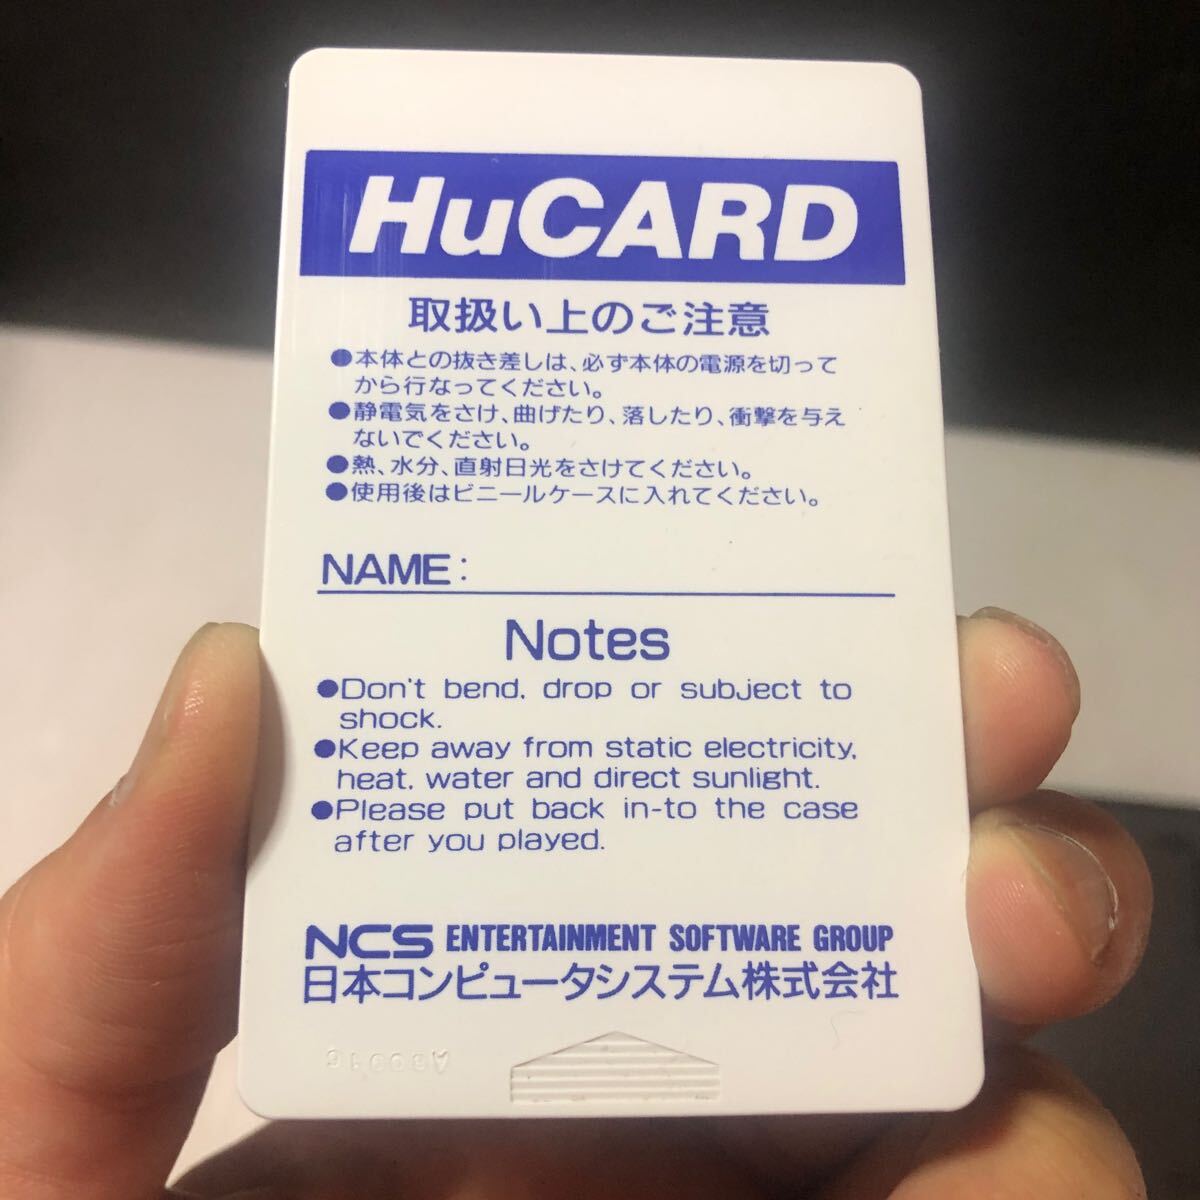 HuCARD
取扱い上のご注意
●本体との抜き差しは、必ず本体の電源を切って
から行なってください。
●静電気をさけ、曲げたり、落したり、衝撃を与え
ないでください。
●熱、水分、直射日光をさけてください。
●使用後はビニールケースに入れてください。
NAME:
Notes
●Don't bend, drop or subject to
shock.
●Keep away from static electricity,
heat, water and direct sunlight.
●Please put back in-to the case
after you played.
NCS ENTERTAINMENT SOFTWARE GROUP
日本コンピュータシステム株式会社